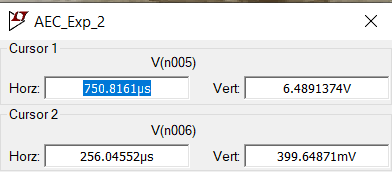 AEC_Exp_2
Cursor 1
V(n005)
Horz: 750.8161µs Vert: 6.4891374V
Cursor 2
V(n006)
Horz: 256.04552µs Vert: 399.64871mV